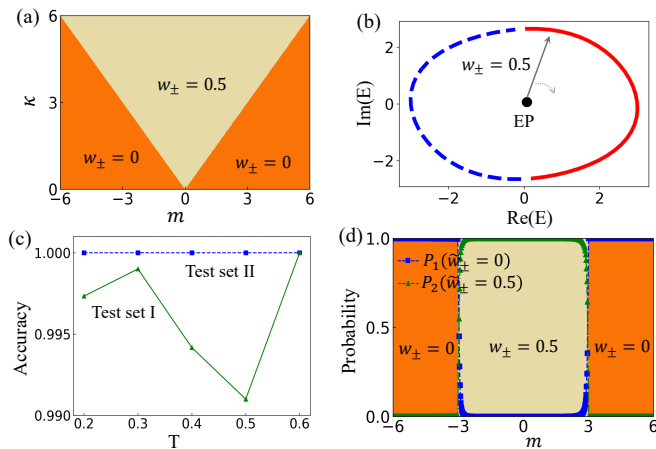 (a)
6
3
0
κ
w± = 0.5
w± = 0
w± = 0
−6
−3
0
3
6
m
(b)
2
0
−2
Im(E)
w± = 0.5
EP
−2
0
2
Re(E)
(c)
1.000
0.995
0.990
Accuracy
Test set II
Test set I
0.2
0.3
0.4
0.5
0.6
T
(d)
1.0
0.5
0.0
Probability
P₁(w̃± = 0)
P₂(w̃± = 0.5)
w± = 0
w± = 0.5
w± = 0
−6
−3
0
3
6
m